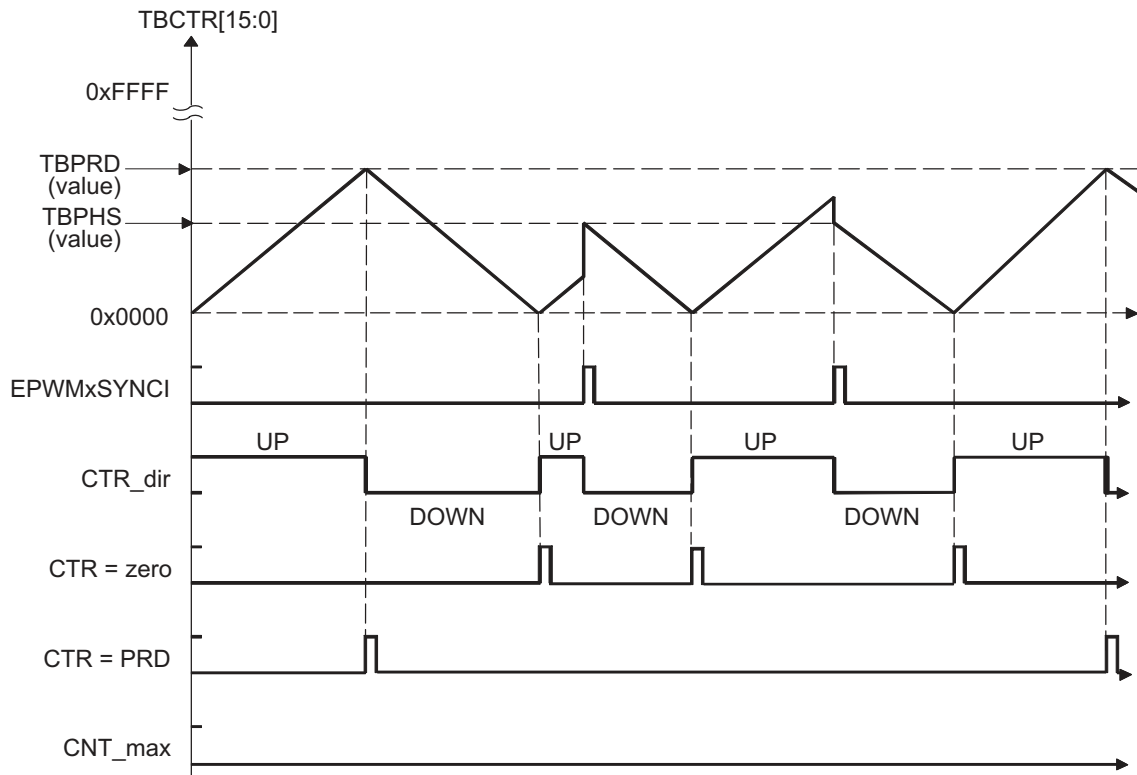 TBCTR[15:0]
0xFFFF
TBPRD
(value)
TBPHS
(value)
0x0000
EPWMxSYNCI
UP
UP
UP
UP
CTR_dir
DOWN
DOWN
DOWN
CTR = zero
CTR = PRD
CNT_max